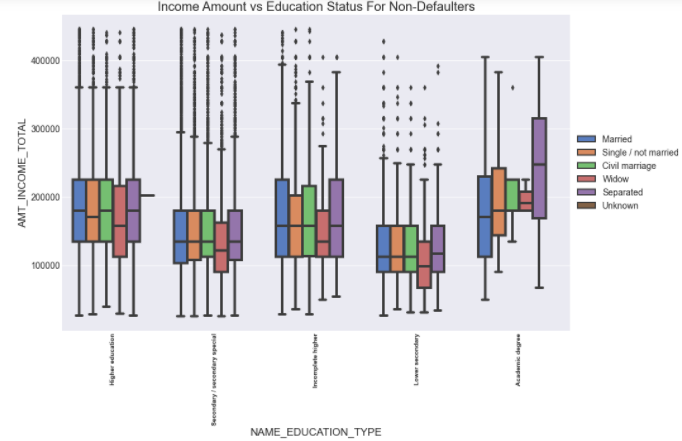 Income Amount vs Education Status For Non-Defaulters
AMT_INCOME_TOTAL
400000
300000
200000
100000
Married
Single / not married
Civil marriage
Widow
Separated
Unknown
Higher education
Secondary / secondary special
Incomplete higher
Lower secondary
Academic degree
NAME_EDUCATION_TYPE